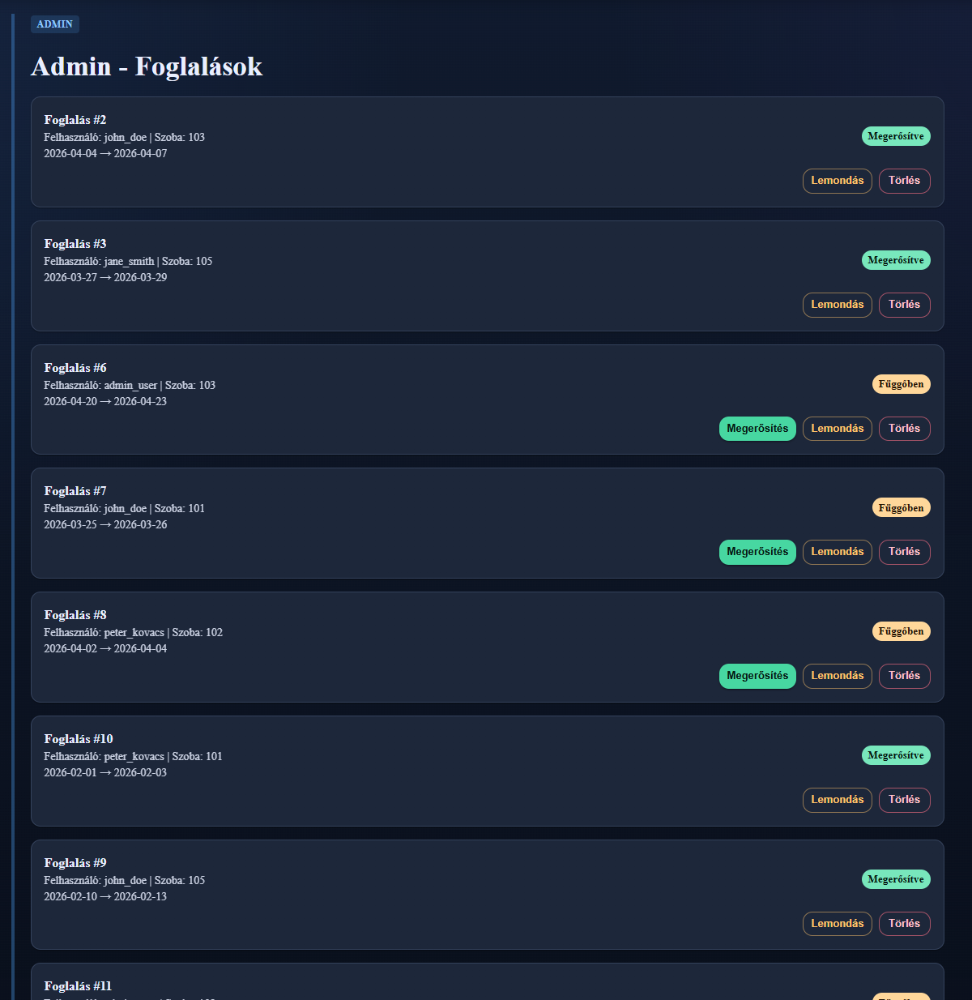 ADMIN
Admin - Foglalások
Foglalás #2
Felhasználó: john_doe | Szoba: 103
2026-04-04 → 2026-04-07
Megerősítve
Lemondás Törlés
Foglalás #3
Felhasználó: jane_smith | Szoba: 105
2026-03-27 → 2026-03-29
Megerősítve
Lemondás Törlés
Foglalás #6
Felhasználó: admin_user | Szoba: 103
2026-04-20 → 2026-04-23
Függőben
Megerősítés Lemondás Törlés
Foglalás #7
Felhasználó: john_doe | Szoba: 101
2026-03-25 → 2026-03-26
Függőben
Megerősítés Lemondás Törlés
Foglalás #8
Felhasználó: peter_kovacs | Szoba: 102
2026-04-02 → 2026-04-04
Függőben
Megerősítés Lemondás Törlés
Foglalás #10
Felhasználó: peter_kovacs | Szoba: 101
2026-02-01 → 2026-02-03
Megerősítve
Lemondás Törlés
Foglalás #9
Felhasználó: john_doe | Szoba: 105
2026-02-10 → 2026-02-13
Megerősítve
Lemondás Törlés
Foglalás #11